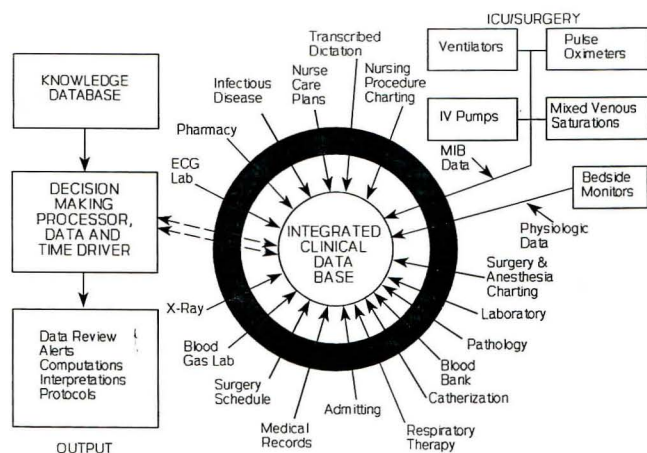 ICU/SURGERY
Ventilators
Pulse
Oximeters
IV Pumps
Mixed Venous
Saturations
MIB
Data
Bedside
Monitors
Physiologic
Data
KNOWLEDGE
DATABASE
DECISION
MAKING
PROCESSOR,
DATA AND
TIME DRIVER
Data Review
Alerts
Computations
Interpretations
Protocols
OUTPUT
Transcribed
Dictation
Nurse
Care
Plans
Nursing
Procedure
Charting
Infectious
Disease
Pharmacy
ECG
Lab
INTEGRATED
CLINICAL
DATA
BASE
X-Ray
Blood
Gas Lab
Surgery
Schedule
Medical
Records
Admitting
Respiratory
Therapy
Catherization
Blood
Bank
Pathology
Laboratory
Surgery &
Anesthesia
Charting